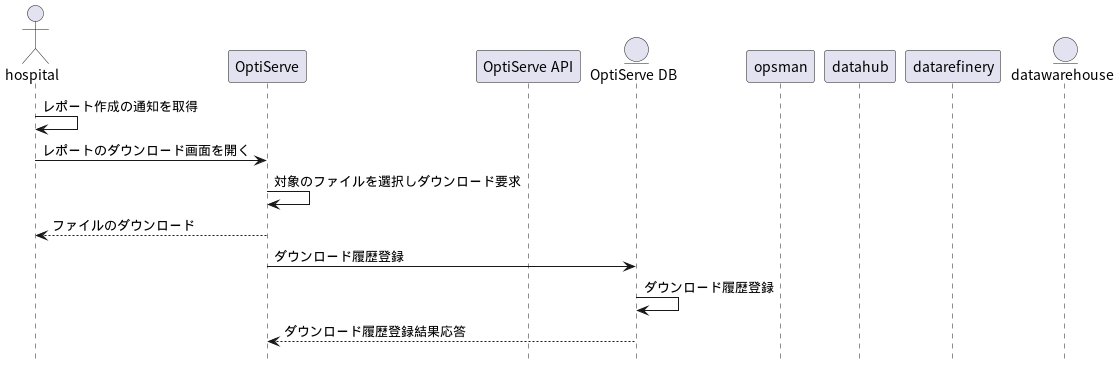 hospital
OptiServe
OptiServe API
OptiServe DB
opsman
datahub
datarefinery
datawarehouse
レポート作成の通知を取得
レポートのダウンロード画面を開く
対象のファイルを選択しダウンロード要求
ファイルのダウンロード
ダウンロード履歴登録
ダウンロード履歴登録
ダウンロード履歴登録結果応答